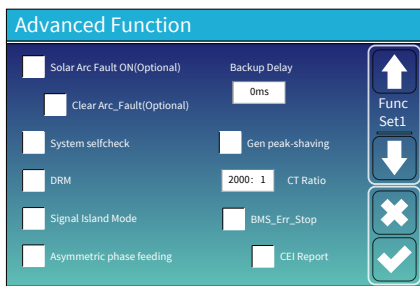 Advanced Function
Solar Arc Fault ON(Optional)
Backup Delay
0ms
Clear Arc_Fault(Optional)
System selfcheck
Gen peak-shaving
DRM
2000: 1
CT Ratio
Signal Island Mode
BMS_Err_Stop
Asymmetric phase feeding
CEI Report
Func
Set1